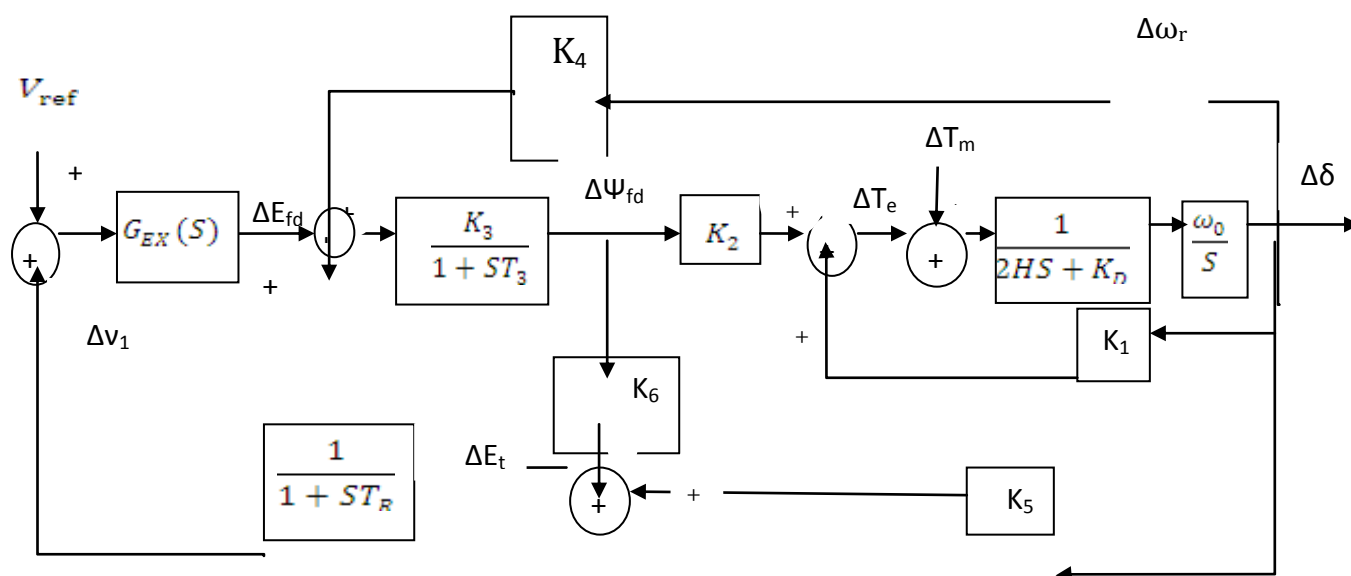 Δωr
K4
Vref
ΔTm
+
ΔΨfd
Δδ
ΔEfd
ΔTe
+
+
GEX(S)
K3
1 + ST3
K2
1
2HS + KD
ω0
S
+
+
+
+
Δν1
+
K1
K6
1
1 + STR
ΔEt
+
+
K5